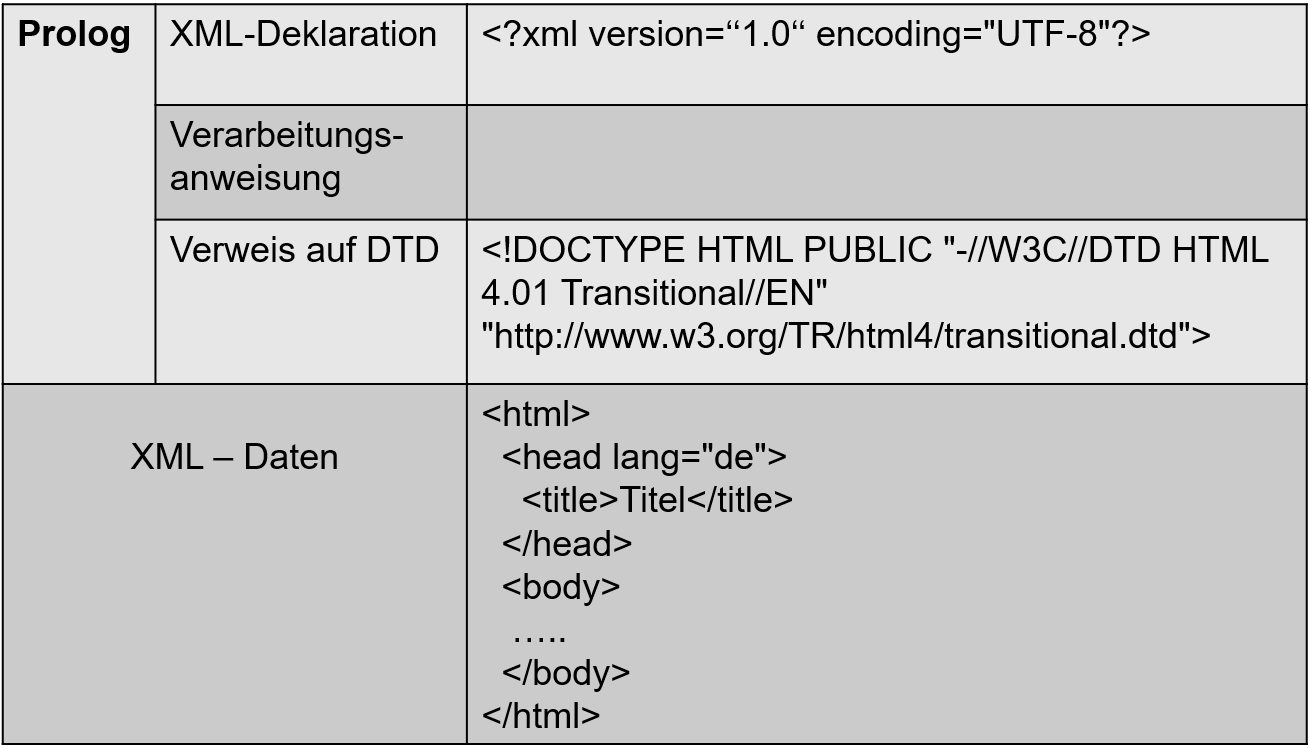 Prolog
XML-Deklaration
<?xml version=“1.0“ encoding="UTF-8"?>
Verarbeitungs-
anweisung
Verweis auf DTD
<!DOCTYPE HTML PUBLIC "-//W3C//DTD HTML
4.01 Transitional//EN"
"http://www.w3.org/TR/html4/transitional.dtd">
XML – Daten
<html>
  <head lang="de">
    <title>Titel</title>
  </head>
  <body>
   …..
  </body>
</html>